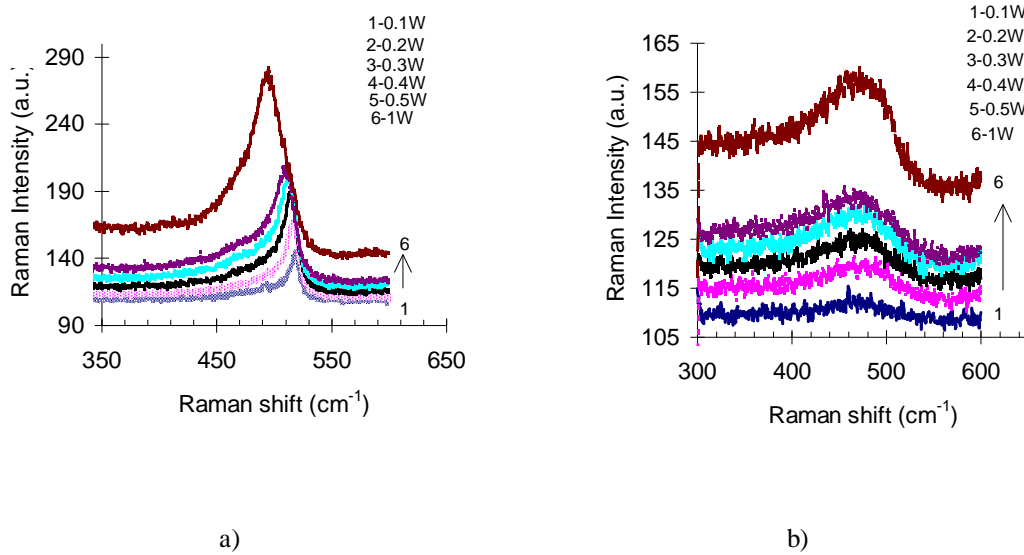 1-0.1W
2-0.2W
3-0.3W
4-0.4W
5-0.5W
6-1W
290
240
190
140
90
Raman Intensity (a.u.)
6
1
350
450
550
650
Raman shift (cm⁻¹)
a)
1-0.1W
2-0.2W
3-0.3W
4-0.4W
5-0.5W
6-1W
165
155
145
135
125
115
105
Raman Intensity (a.u.)
6
1
300
400
500
600
Raman shift (cm⁻¹)
b)